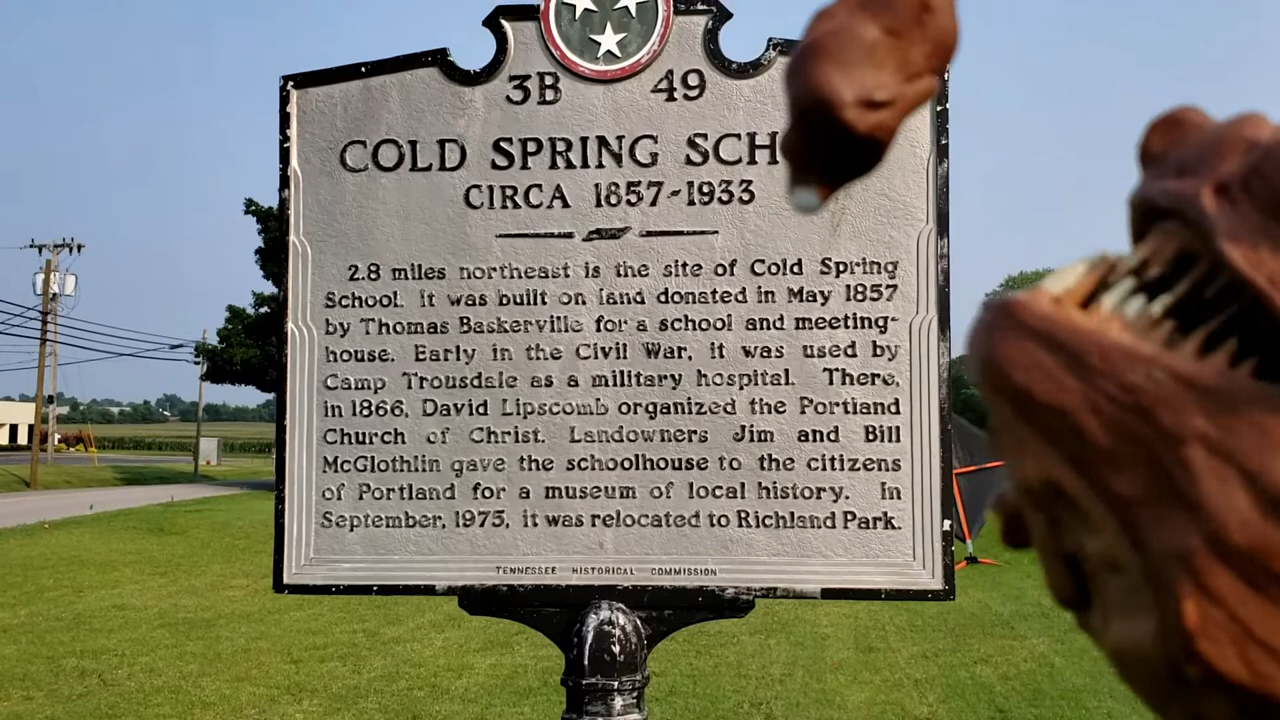 3B 49
COLD SPRING SCH
CIRCA 1857-1933
2.8 miles northeast is the site of Cold Spring
School. It was built on land donated in May 1857
by Thomas Baskerville for a school and meeting-
house. Early in the Civil War, it was used by
Camp Trousdale as a military hospital. There,
in 1866, David Lipscomb organized the Portland
Church of Christ. Landowners Jim and Bill
McGlothlin gave the schoolhouse to the citizens
of Portland for a museum of local history. In
September, 1975, it was relocated to Richland Park.
TENNESSEE HISTORICAL COMMISSION